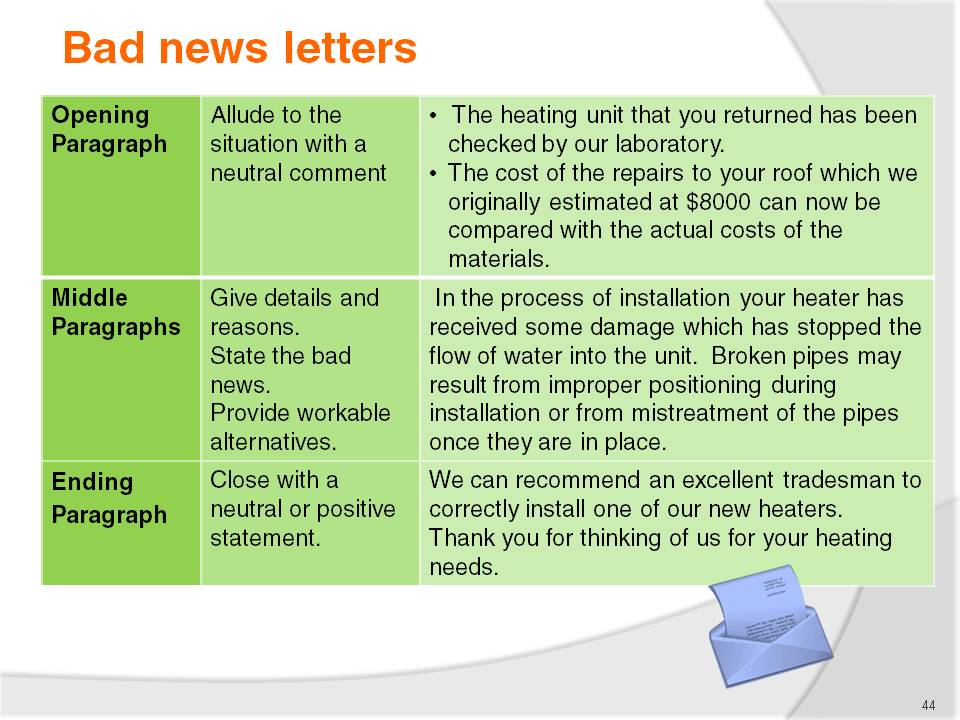 Bad news letters
Opening
Paragraph
Allude to the
situation with a
neutral comment
• The heating unit that you returned has been
checked by our laboratory.
• The cost of the repairs to your roof which we
originally estimated at $8000 can now be
compared with the actual costs of the
materials.
Middle
Paragraphs
Give details and
reasons.
State the bad
news.
Provide workable
alternatives.
In the process of installation your heater has
received some damage which has stopped the
flow of water into the unit. Broken pipes may
result from improper positioning during
installation or from mistreatment of the pipes
once they are in place.
Ending
Paragraph
Close with a
neutral or positive
statement.
We can recommend an excellent tradesman to
correctly install one of our new heaters.
Thank you for thinking of us for your heating
needs.
44